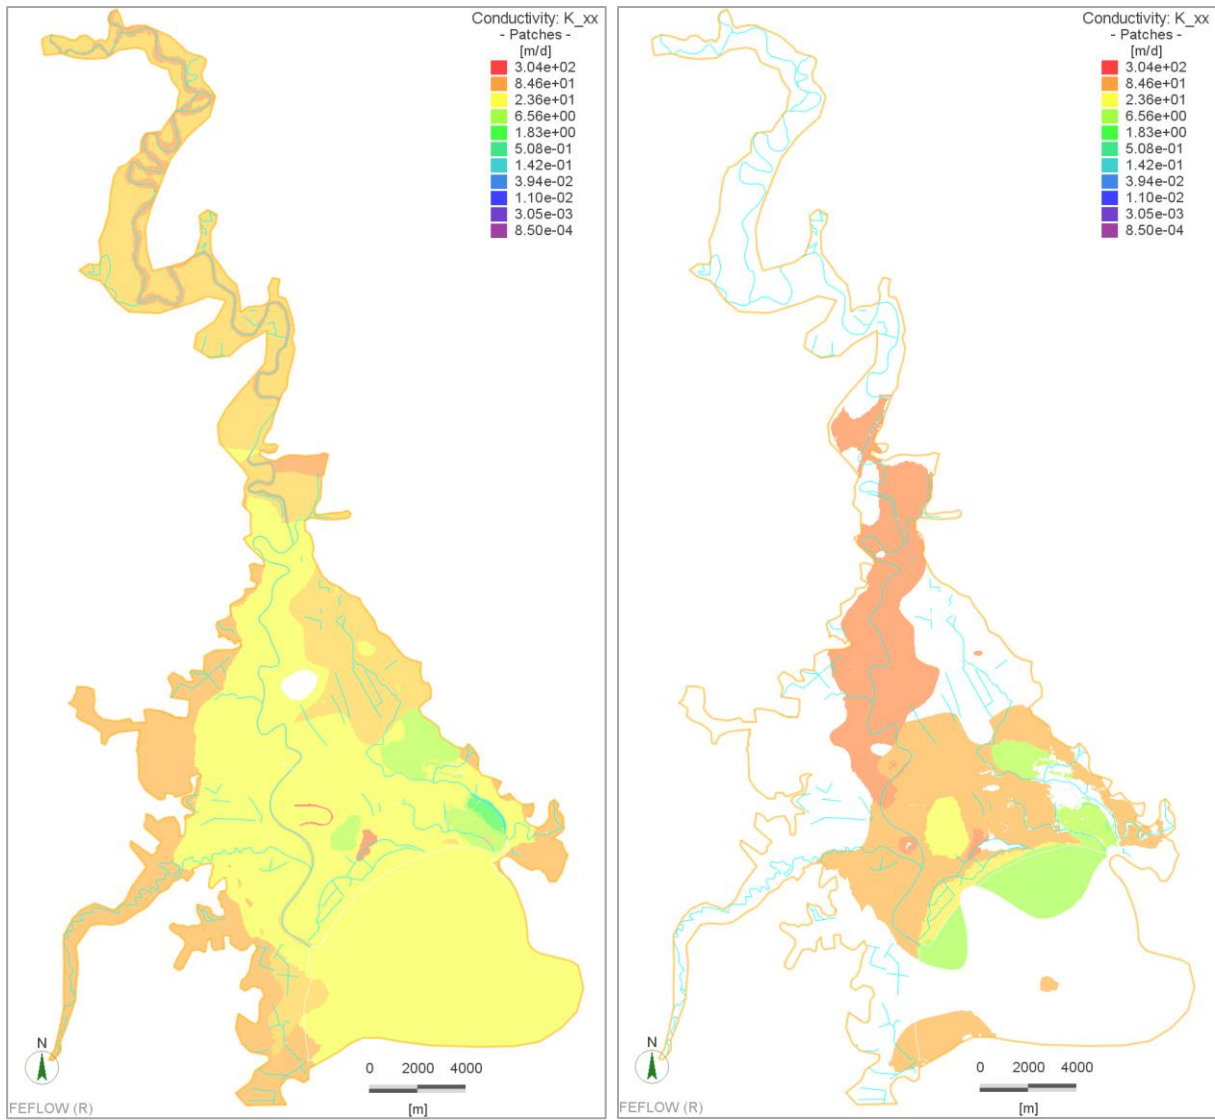 Conductivity: K_xx
- Patches -
[m/d]
3.04e+02
8.46e+01
2.36e+01
6.56e+00
1.83e+00
5.08e-01
1.42e-01
3.94e-02
1.10e-02
3.05e-03
8.50e-04
N
0 2000 4000
[m]
FEFLOW (R)
Conductivity: K_xx
- Patches -
[m/d]
3.04e+02
8.46e+01
2.36e+01
6.56e+00
1.83e+00
5.08e-01
1.42e-01
3.94e-02
1.10e-02
3.05e-03
8.50e-04
N
0 2000 4000
[m]
FEFLOW (R)